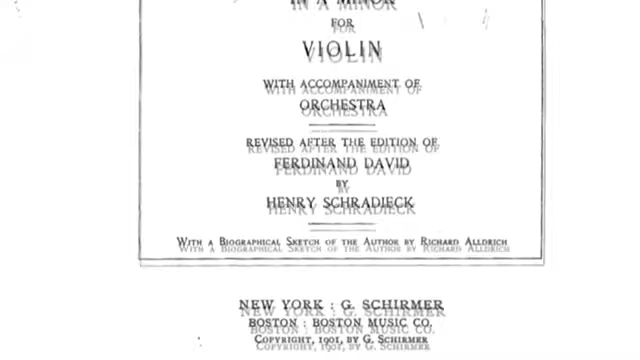 IN A MINOR
FOR
VIOLIN
WITH ACCOMPANIMENT OF
ORCHESTRA
REVISED AFTER THE EDITION OF
FERDINAND DAVID
BY
HENRY SCHRADIECK
WITH A BIOGRAPHICAL SKETCH OF THE AUTHOR BY RICHARD ALLDRICH
NEW YORK : G. SCHIRMER
BOSTON : BOSTON MUSIC CO.
COPYRIGHT, 1901, BY G. SCHIRMER